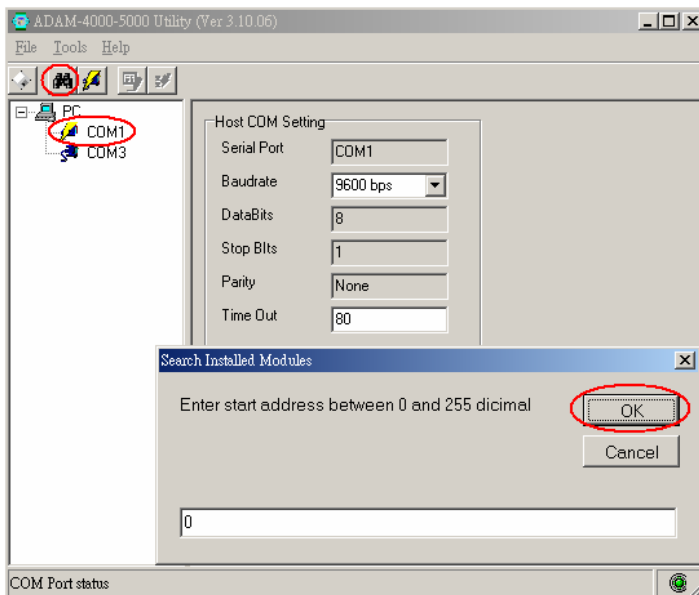 ADAM-4000-5000 Utility (Ver 3.10.06)
File Tools Help
PC
COM1
COM3
Host COM Setting
Serial Port COM1
Baudrate 9600 bps
DataBits 8
Stop BIts 1
Parity None
Time Out 80
Search Installed Modules
Enter start address between 0 and 255 dicimal
OK
Cancel
0
COM Port status